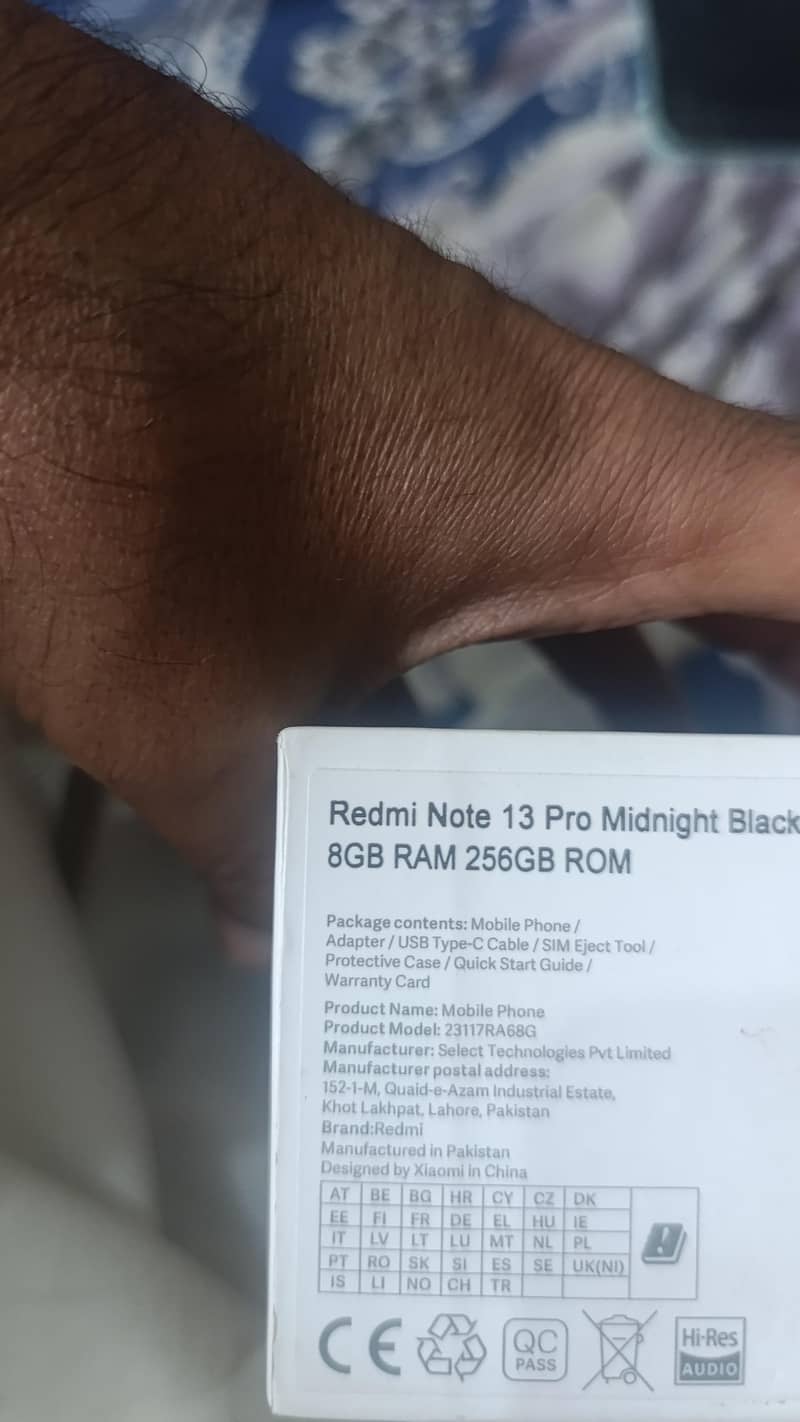 Redmi Note 13 Pro Midnight Black
8GB RAM 256GB ROM
Package contents: Mobile Phone /
Adapter / USB Type-C Cable / SIM Eject Tool /
Protective Case / Quick Start Guide /
Warranty Card
Product Name: Mobile Phone
Product Model: 23117RA68G
Manufacturer: Select Technologies Pvt Limited
Manufacturer postal address:
152-1-M, Quaid-e-Azam Industrial Estate,
Khot Lakhpat, Lahore, Pakistan
Brand:Redmi
Manufactured in Pakistan
Designed by Xiaomi in China
AT BE BG HR CY CZ DK
EE FI FR DE EL HU IE
IT LV LT LU MT NL PL
PT RO SK SI ES SE UK(NI)
IS LI NO CH TR
CE
QC
PASS
Hi-Res
AUDIO